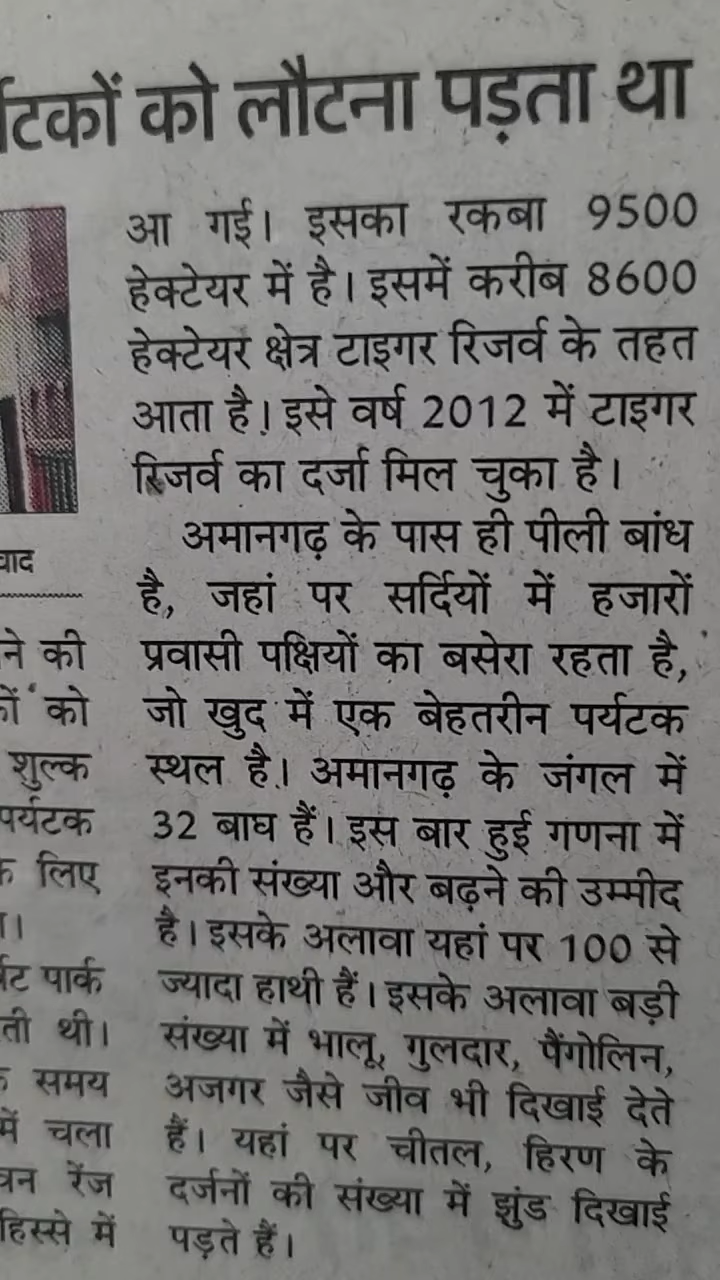 को लौटना पड़ता था
ने की
को
शुल्क
पर्यटक
लिए
पार्क
ती थी।
समय
में चला
रेंज
हिस्से में
आ गई। इसका रकबा 9500
हेक्टेयर में है। इसमें करीब 8600
हेक्टेयर क्षेत्र टाइगर रिजर्व के तहत
आता है। इसे वर्ष 2012 में टाइगर
रिजर्व का दर्जा मिल चुका है।
अमानगढ़ के पास ही पीली बांध
है, जहां पर सर्दियों में हजारों
प्रवासी पक्षियों का बसेरा रहता है,
जो खुद में एक बेहतरीन पर्यटक
स्थल है। अमानगढ़ के जंगल में
32 बाघ हैं। इस बार हुई गणना में
इनकी संख्या और बढ़ने की उम्मीद
है। इसके अलावा यहां पर 100 से
ज्यादा हाथी हैं। इसके अलावा बड़ी
संख्या में भालू, गुलदार, पैंगोलिन,
अजगर जैसे जीव भी दिखाई देते
हैं। यहां पर चीतल, हिरण के
दर्जनों की संख्या में झुंड दिखाई
पड़ते हैं।